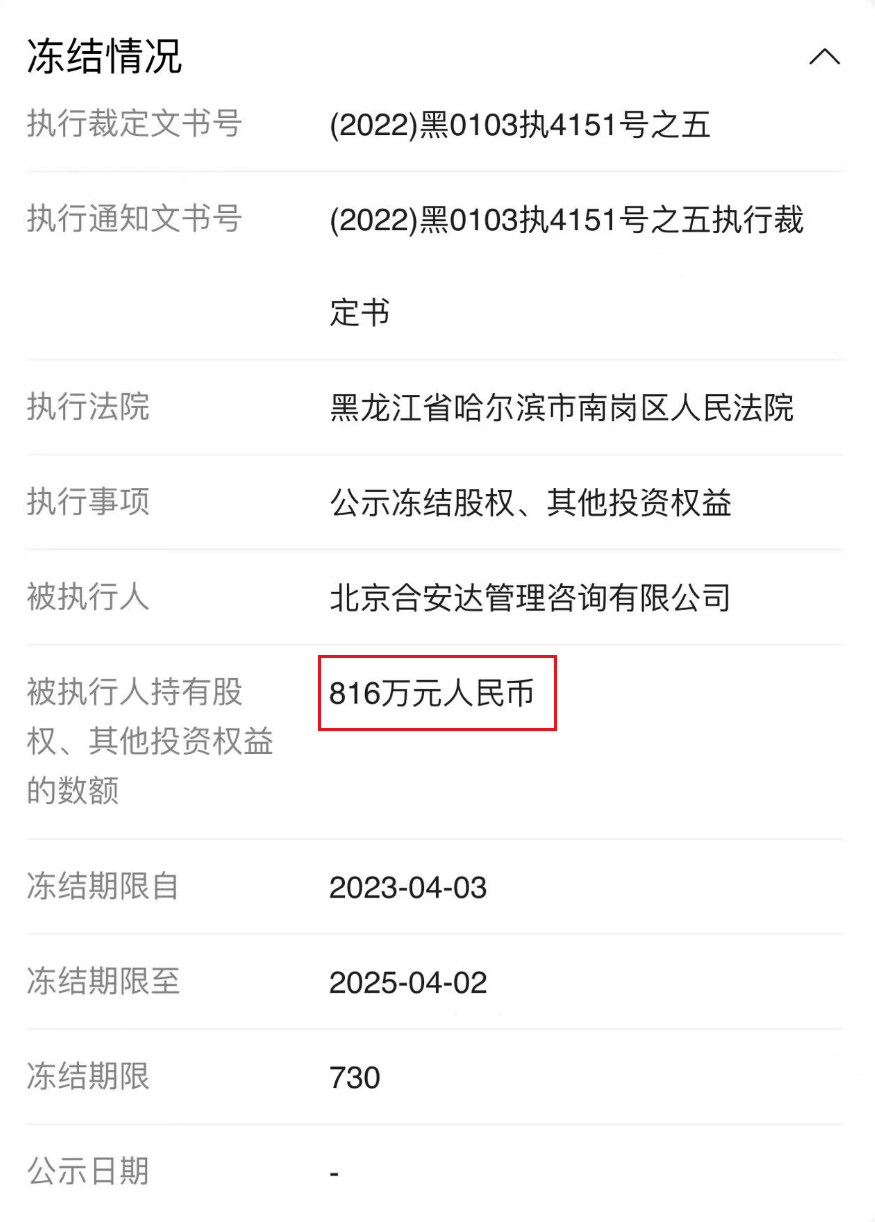 冻结情况
执行裁定文书号 (2022)黑0103执4151号之五
执行通知文书号 (2022)黑0103执4151号之五执行裁
定书
执行法院 黑龙江省哈尔滨市南岗区人民法院
执行事项 公示冻结股权、其他投资权益
被执行人 北京合安达管理咨询有限公司
被执行人持有股 816万元人民币
权、其他投资权益
的数额
冻结期限自 2023-04-03
冻结期限至 2025-04-02
冻结期限 730
公示日期 -